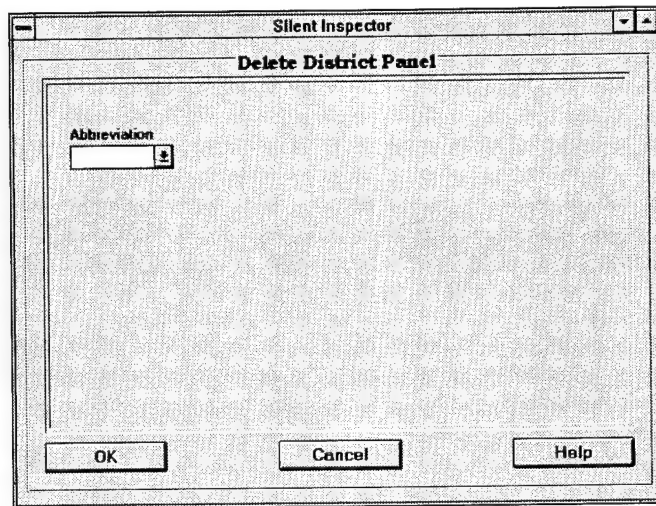 Silent Inspector
Delete District Panel
Abbreviation
OK Cancel Help